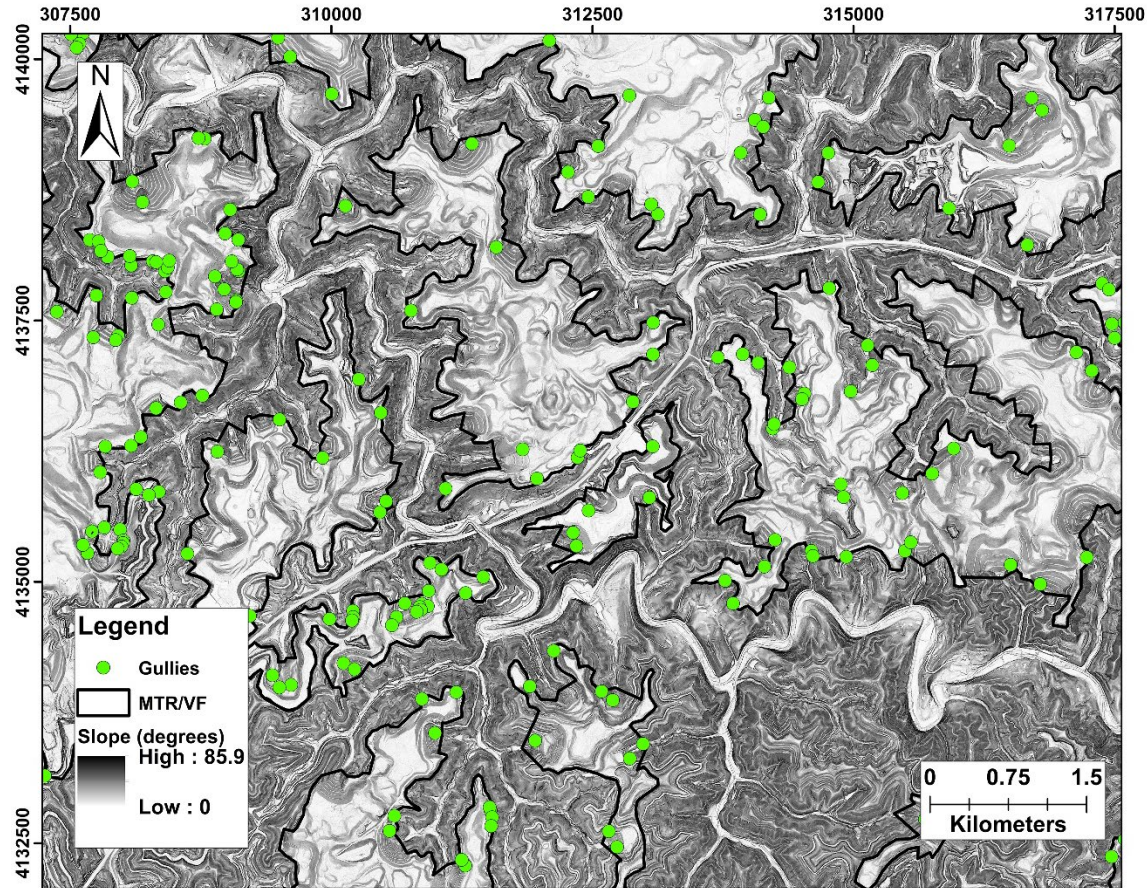 307500 310000 312500 315000 317500
4140000
4137500
4135000
4132500
N
Legend
Gullies
MTR/VF
Slope (degrees)
High : 85.9
Low : 0
0 0.75 1.5
Kilometers